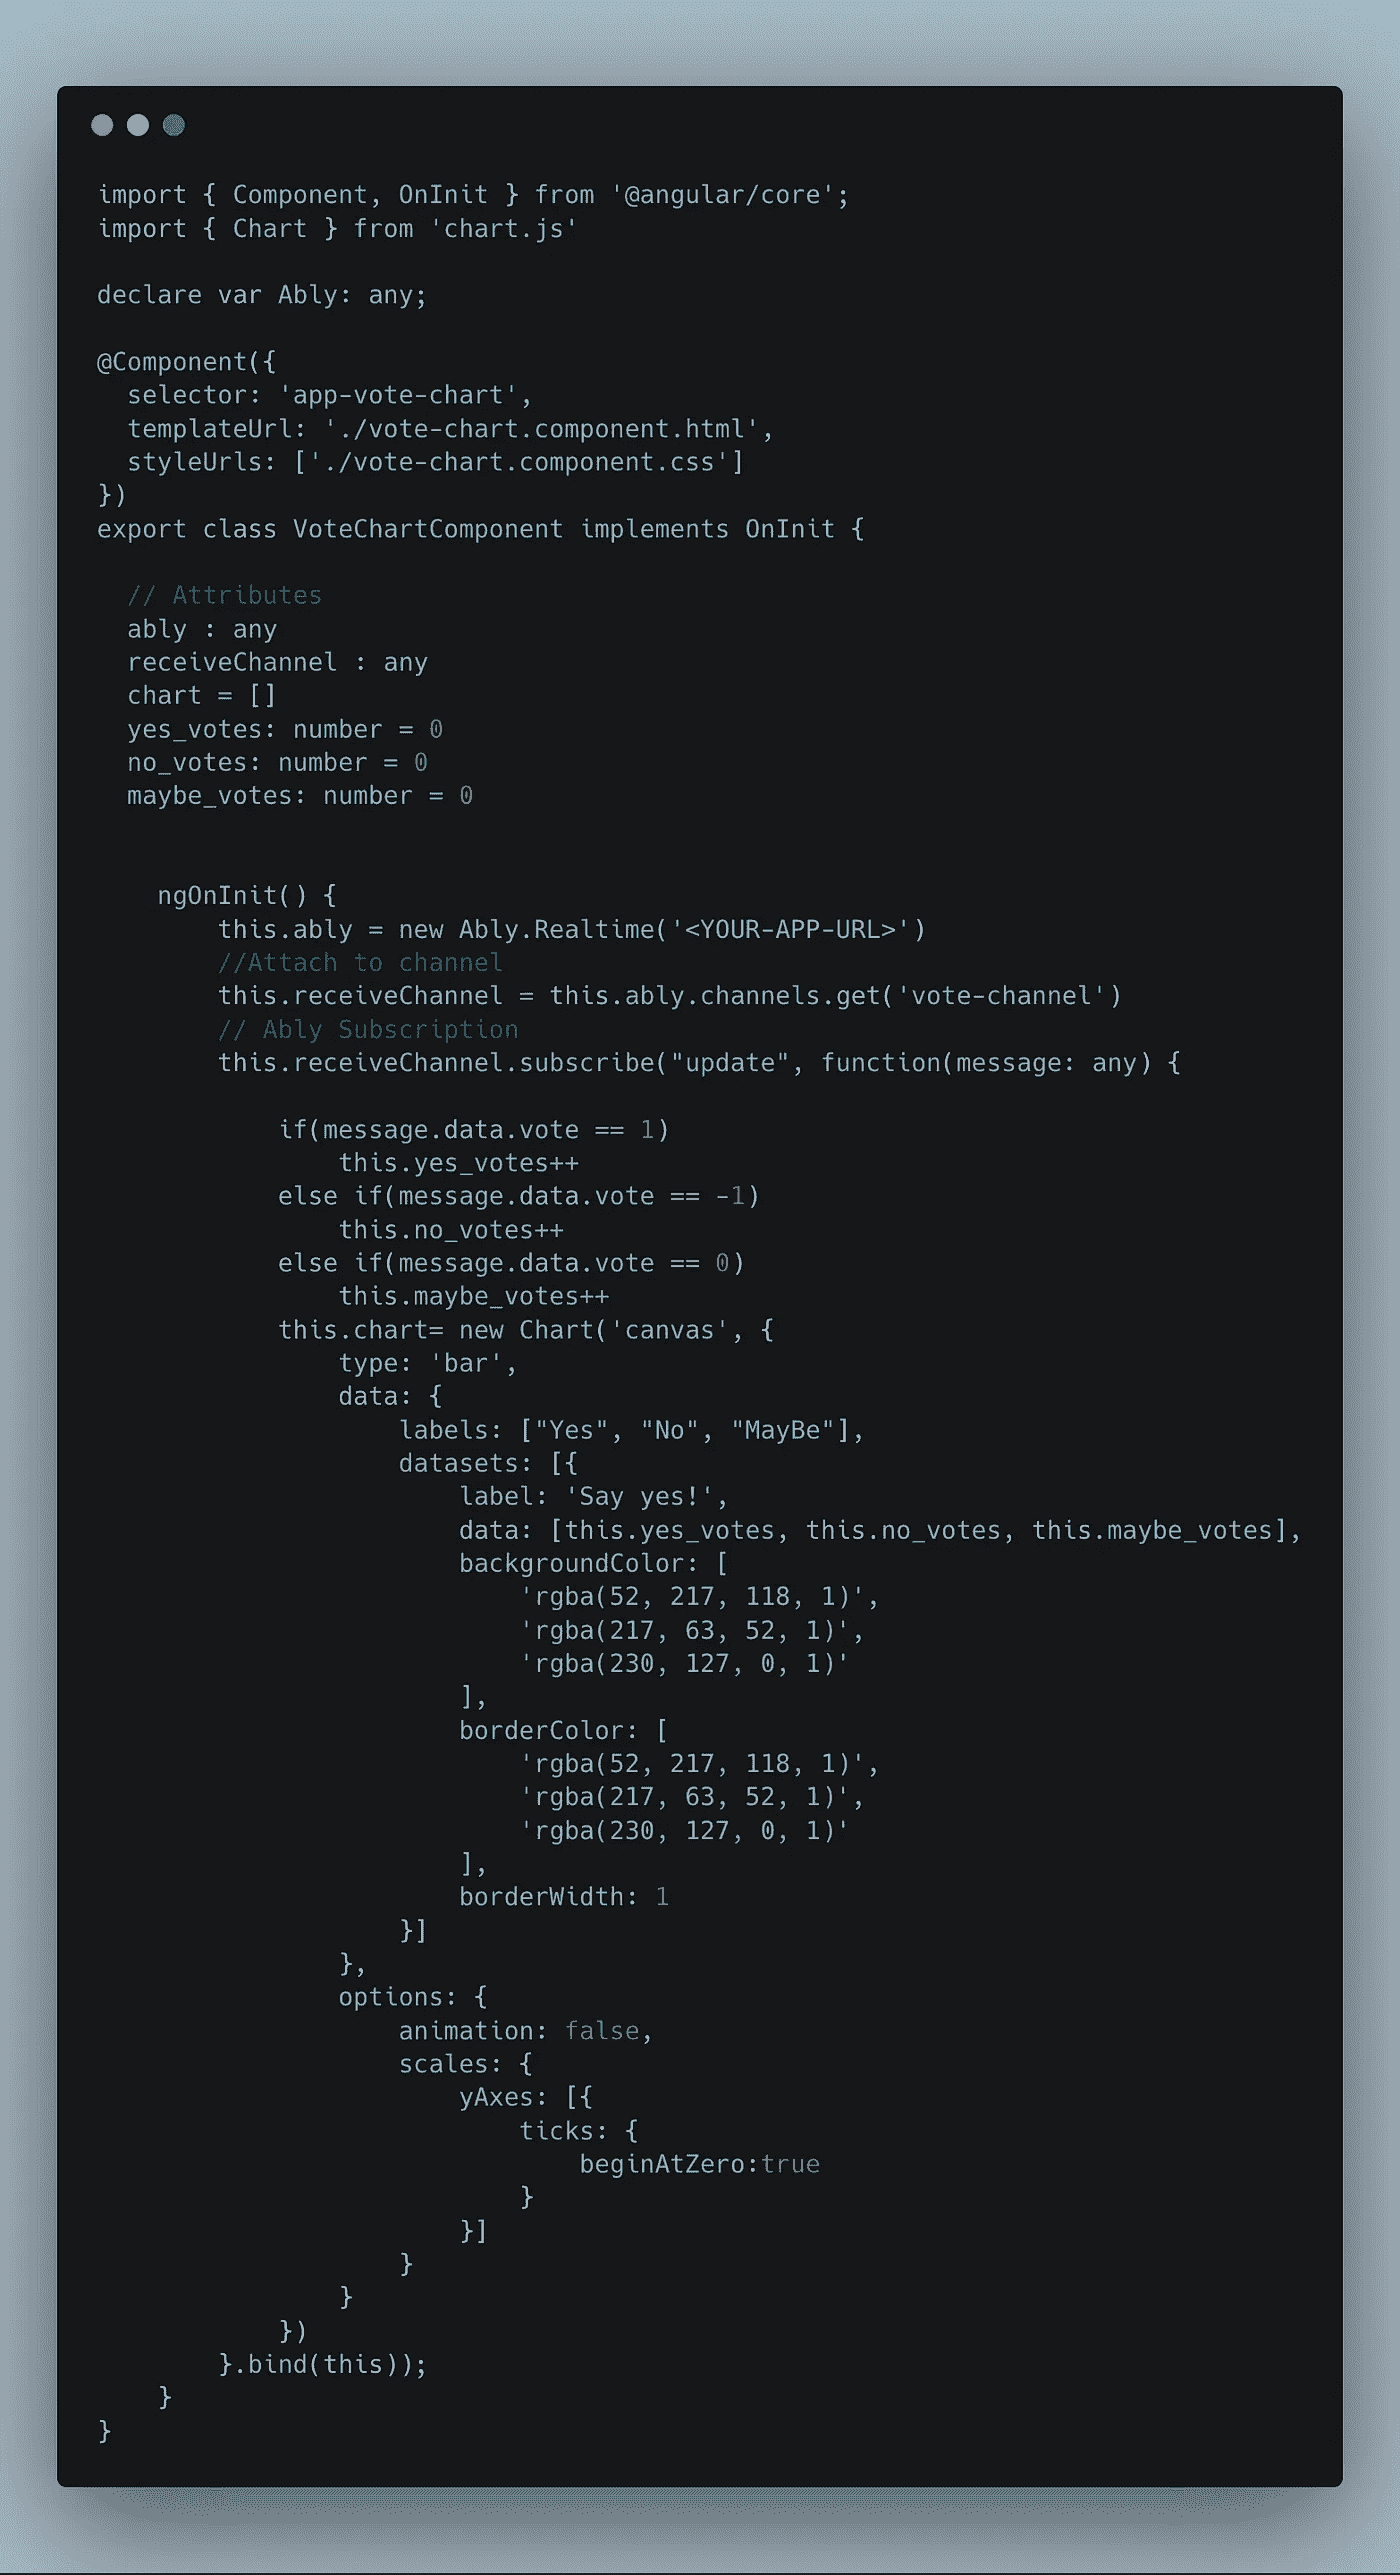 import { Component, OnInit } from '@angular/core';
import { Chart } from 'chart.js'

declare var Ably: any;

@Component({
  selector: 'app-vote-chart',
  templateUrl: './vote-chart.component.html',
  styleUrls: ['./vote-chart.component.css']
})
export class VoteChartComponent implements OnInit {

  // Attributes
  ably : any
  receiveChannel : any
  chart = []
  yes_votes: number = 0
  no_votes: number = 0
  maybe_votes: number = 0


    ngOnInit() {
        this.ably = new Ably.Realtime('<YOUR-APP-URL>')
        //Attach to channel
        this.receiveChannel = this.ably.channels.get('vote-channel')
        // Ably Subscription
        this.receiveChannel.subscribe("update", function(message: any) {

            if(message.data.vote == 1)
                this.yes_votes++
            else if(message.data.vote == -1)
                this.no_votes++
            else if(message.data.vote == 0)
                this.maybe_votes++
            this.chart= new Chart('canvas', {
                type: 'bar',
                data: {
                    labels: ["Yes", "No", "MayBe"],
                    datasets: [{
                        label: 'Say yes!',
                        data: [this.yes_votes, this.no_votes, this.maybe_votes],
                        backgroundColor: [
                            'rgba(52, 217, 118, 1)',
                            'rgba(217, 63, 52, 1)',
                            'rgba(230, 127, 0, 1)'
                        ],
                        borderColor: [
                            'rgba(52, 217, 118, 1)',
                            'rgba(217, 63, 52, 1)',
                            'rgba(230, 127, 0, 1)'
                        ],
                        borderWidth: 1
                    }]
                },
                options: {
                    animation: false,
                    scales: {
                        yAxes: [{
                            ticks: {
                                beginAtZero:true
                            }
                        }]
                    }
                }
            })
        }.bind(this));
    }
}